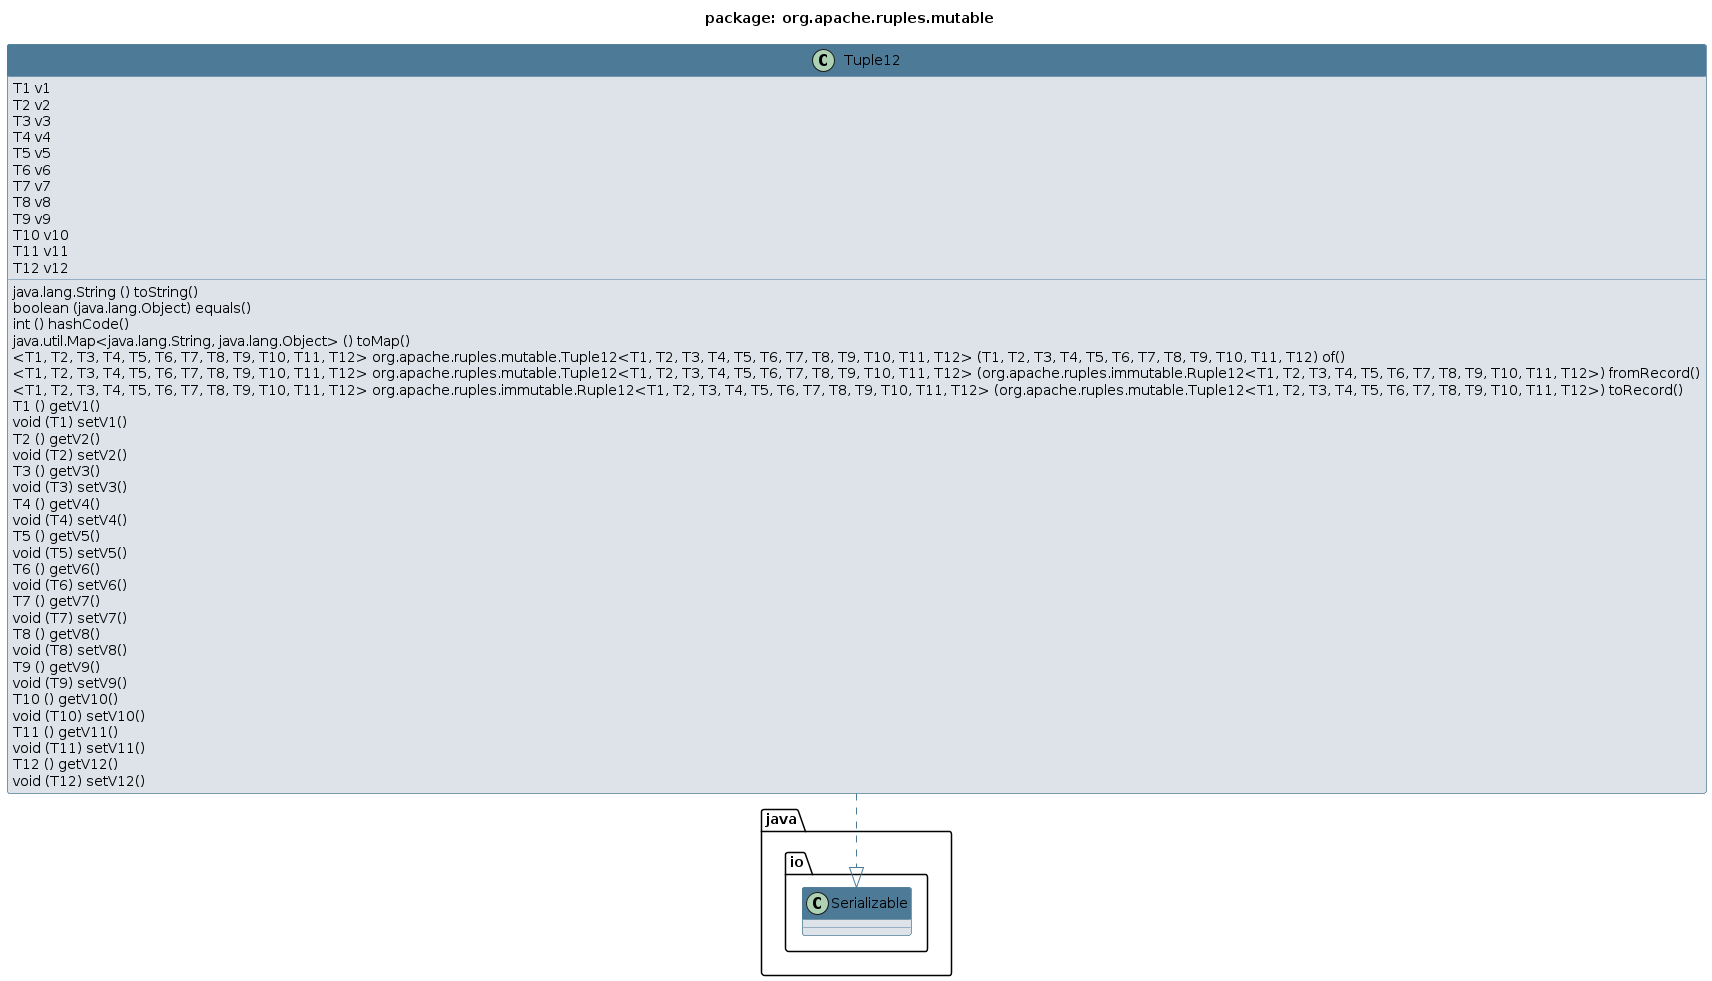 package: org.apache.ruples.mutable
C Tuple12
T1 v1
T2 v2
T3 v3
T4 v4
T5 v5
T6 v6
T7 v7
T8 v8
T9 v9
T10 v10
T11 v11
T12 v12
java.lang.String () toString()
boolean (java.lang.Object) equals()
int () hashCode()
java.util.Map<java.lang.String, java.lang.Object> () toMap()
<T1, T2, T3, T4, T5, T6, T7, T8, T9, T10, T11, T12> org.apache.ruples.mutable.Tuple12<T1, T2, T3, T4, T5, T6, T7, T8, T9, T10, T11, T12> (T1, T2, T3, T4, T5, T6, T7, T8, T9, T10, T11, T12) of()
<T1, T2, T3, T4, T5, T6, T7, T8, T9, T10, T11, T12> org.apache.ruples.mutable.Tuple12<T1, T2, T3, T4, T5, T6, T7, T8, T9, T10, T11, T12> (org.apache.ruples.immutable.Ruple12<T1, T2, T3, T4, T5, T6, T7, T8, T9, T10, T11, T12>) fromRecord()
<T1, T2, T3, T4, T5, T6, T7, T8, T9, T10, T11, T12> org.apache.ruples.immutable.Ruple12<T1, T2, T3, T4, T5, T6, T7, T8, T9, T10, T11, T12> (org.apache.ruples.mutable.Tuple12<T1, T2, T3, T4, T5, T6, T7, T8, T9, T10, T11, T12>) toRecord()
T1 () getV1()
void (T1) setV1()
T2 () getV2()
void (T2) setV2()
T3 () getV3()
void (T3) setV3()
T4 () getV4()
void (T4) setV4()
T5 () getV5()
void (T5) setV5()
T6 () getV6()
void (T6) setV6()
T7 () getV7()
void (T7) setV7()
T8 () getV8()
void (T8) setV8()
T9 () getV9()
void (T9) setV9()
T10 () getV10()
void (T10) setV10()
T11 () getV11()
void (T11) setV11()
T12 () getV12()
void (T12) setV12()
java
io
C Serializable